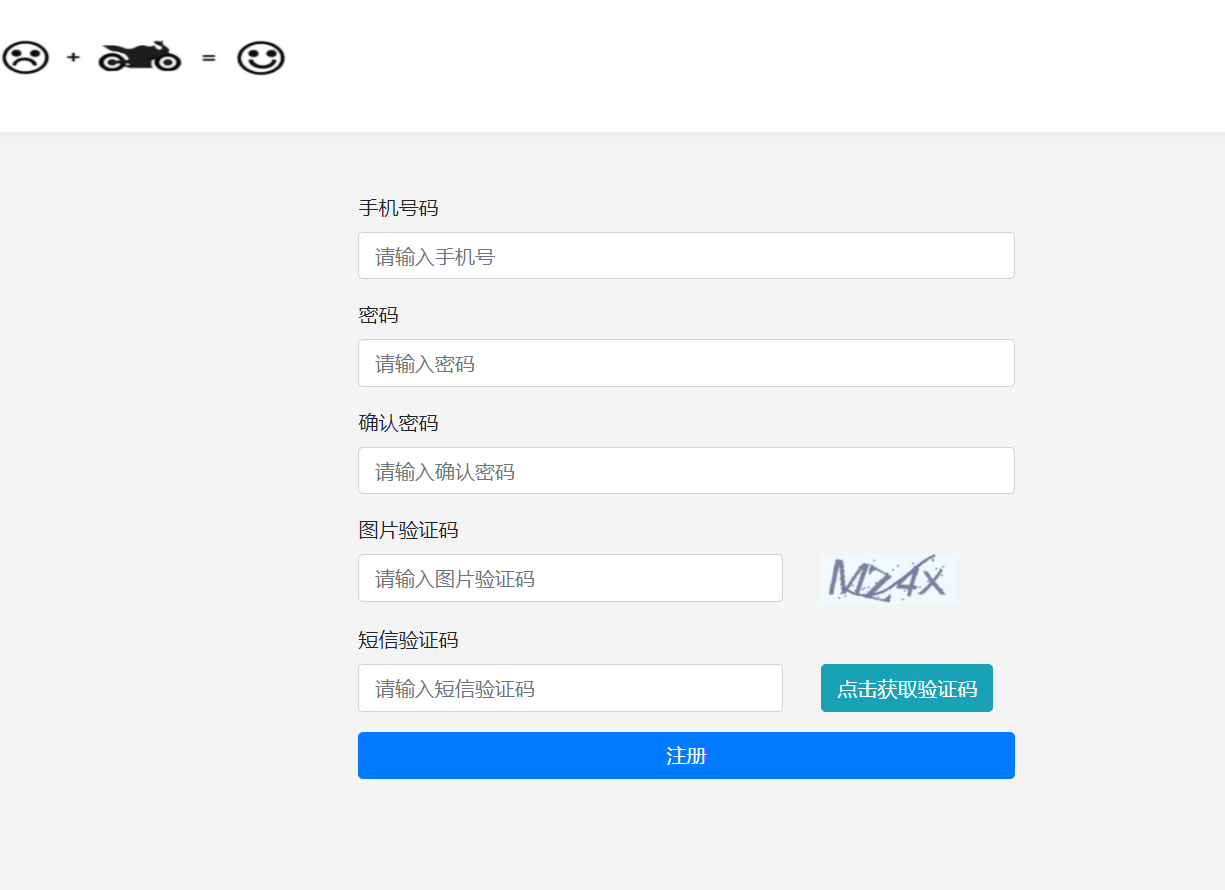 + =
手机号码
请输入手机号
密码
请输入密码
确认密码
请输入确认密码
图片验证码
请输入图片验证码
MZ4X
短信验证码
请输入短信验证码
点击获取验证码
注册